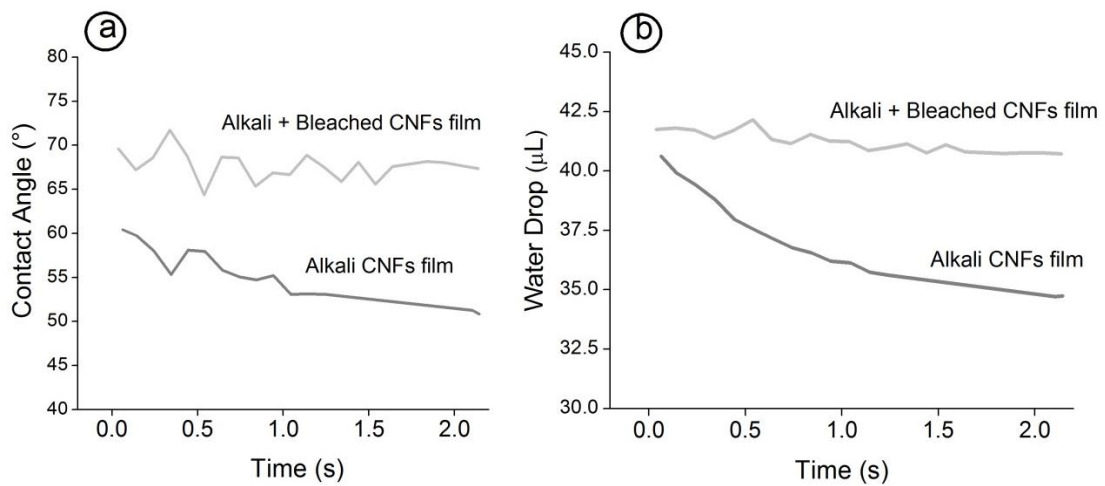 a
80
75
70
65
60
55
50
45
40
Contact Angle (°)
Alkali + Bleached CNFs film
Alkali CNFs film
0.0 0.5 1.0 1.5 2.0
Time (s)
b
45.0
42.5
40.0
37.5
35.0
32.5
30.0
Water Drop (μL)
Alkali + Bleached CNFs film
Alkali CNFs film
0.0 0.5 1.0 1.5 2.0
Time (s)